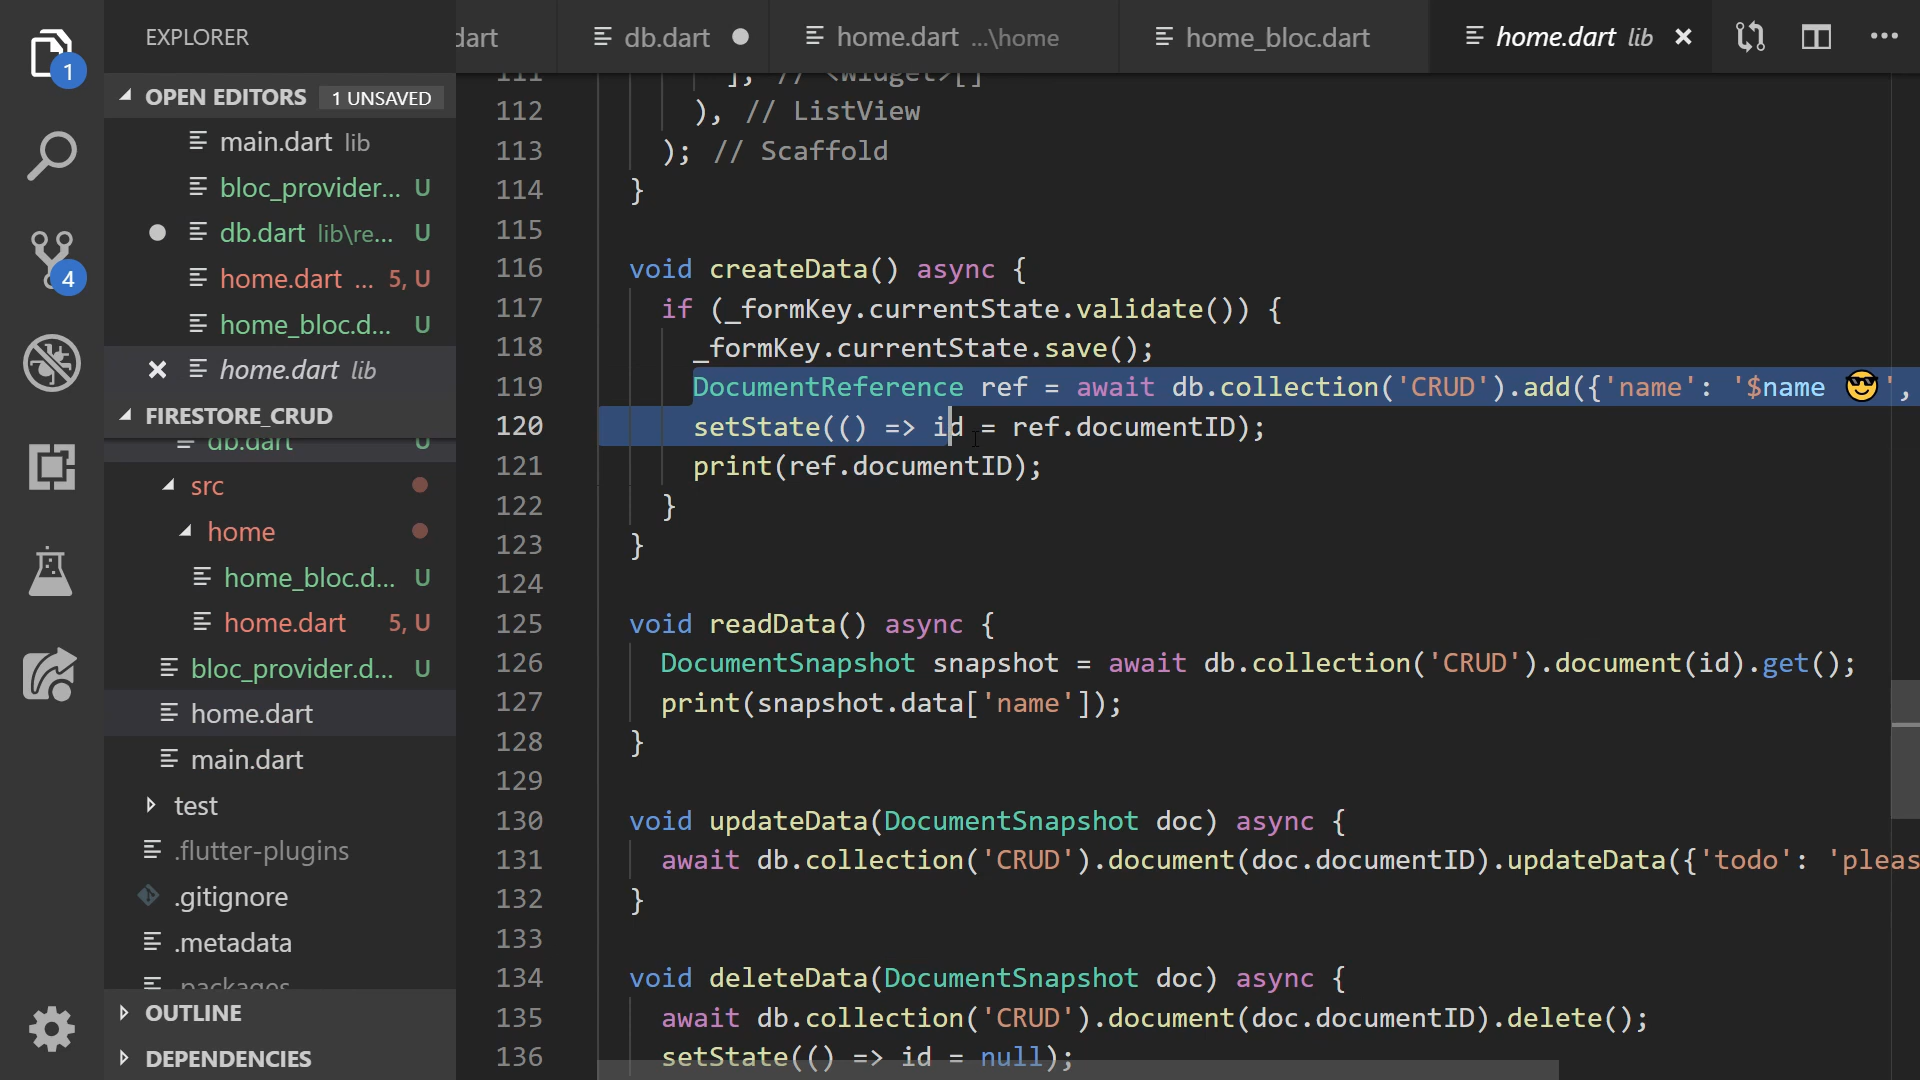 EXPLORER
OPEN EDITORS 1 UNSAVED
main.dart lib
bloc_provider... U
db.dart lib\re... U
home.dart ... 5, U
home_bloc.d... U
home.dart lib
FIRESTORE_CRUD
db.dart U
src
home
home_bloc.d... U
home.dart 5, U
bloc_provider.d... U
home.dart
main.dart
test
.flutter-plugins
.gitignore
.metadata
.packages
OUTLINE
DEPENDENCIES
1
4
dart db.dart home.dart ...\home home_bloc.dart home.dart lib
111 ], // <Widget>[]
112 ), // ListView
113 ); // Scaffold
114 }
115
116 void createData() async {
117 if (_formKey.currentState.validate()) {
118 _formKey.currentState.save();
119 DocumentReference ref = await db.collection('CRUD').add({'name': '$name 😎',
120 setState(() => id = ref.documentID);
121 print(ref.documentID);
122 }
123 }
124
125 void readData() async {
126 DocumentSnapshot snapshot = await db.collection('CRUD').document(id).get();
127 print(snapshot.data['name']);
128 }
129
130 void updateData(DocumentSnapshot doc) async {
131 await db.collection('CRUD').document(doc.documentID).updateData({'todo': 'pleas
132 }
133
134 void deleteData(DocumentSnapshot doc) async {
135 await db.collection('CRUD').document(doc.documentID).delete();
136 setState(() => id = null);